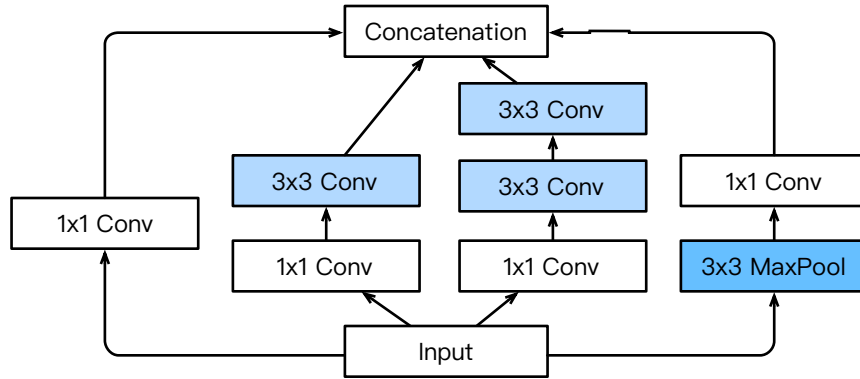 Concatenation
3x3 Conv
3x3 Conv
3x3 Conv
1x1 Conv
1x1 Conv
1x1 Conv
1x1 Conv
3x3 MaxPool
Input